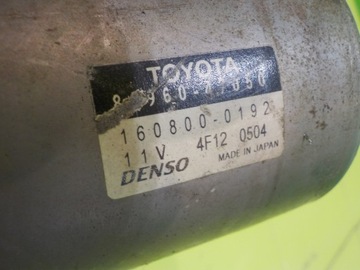 TOYOTA
160800-0192
11V 4F12 0504
DENSO MADE IN JAPAN